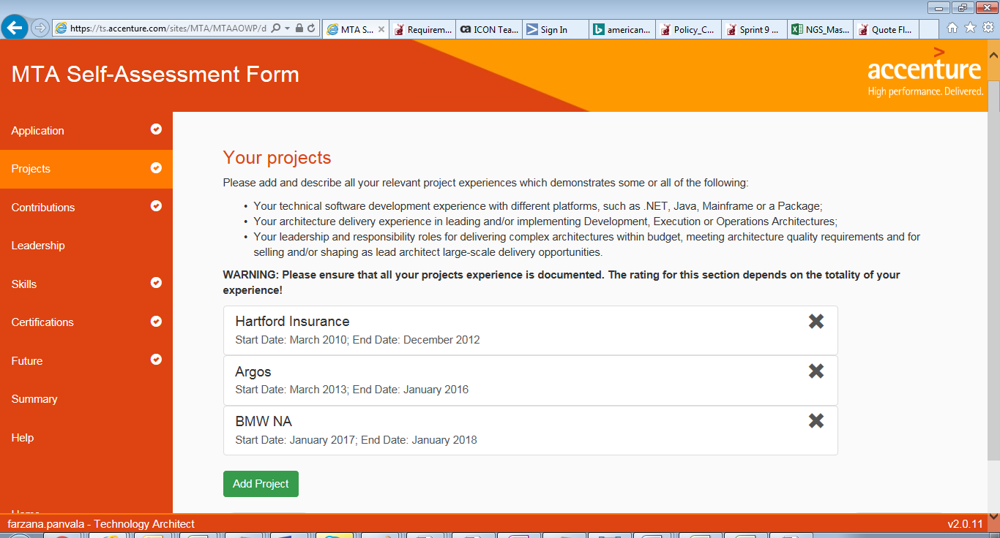 https://ts.accenture.com/sites/MTA/MTAAOWP/d
MTA S...
Requirem...
ICON Tea...
Sign In
american...
Policy_C...
Sprint 9 ...
NGS_Mas...
Quote Fl...
MTA Self-Assessment Form
>
accenture
High performance. Delivered.
Application
Projects
Contributions
Leadership
Skills
Certifications
Future
Summary
Help
Your projects
Please add and describe all your relevant project experiences which demonstrates some or all of the following:
• Your technical software development experience with different platforms, such as .NET, Java, Mainframe or a Package;
• Your architecture delivery experience in leading and/or implementing Development, Execution or Operations Architectures;
• Your leadership and responsibility roles for delivering complex architectures within budget, meeting architecture quality requirements and for
selling and/or shaping as lead architect large-scale delivery opportunities.
WARNING: Please ensure that all your projects experience is documented. The rating for this section depends on the totality of your
experience!
Hartford Insurance
Start Date: March 2010; End Date: December 2012
Argos
Start Date: March 2013; End Date: January 2016
BMW NA
Start Date: January 2017; End Date: January 2018
Add Project
farzana.panvala - Technology Architect
v2.0.11